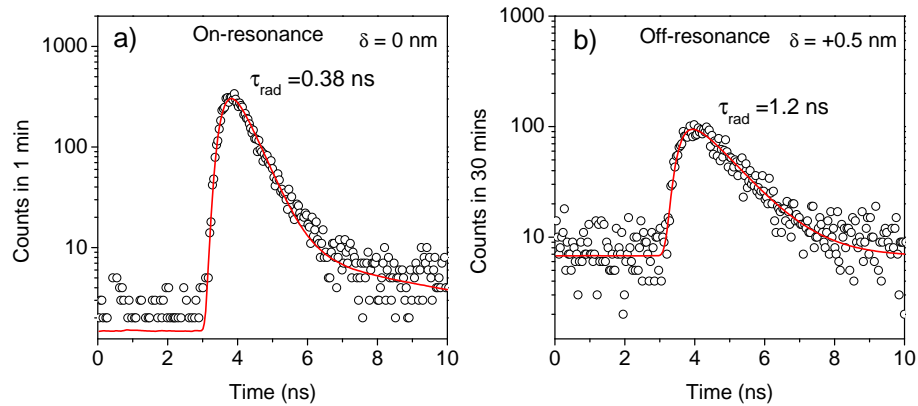 a)
On-resonance
δ = 0 nm
τrad =0.38 ns
Counts in 1 min
1000
100
10
0 2 4 6 8 10
Time (ns)
b)
Off-resonance
δ = +0.5 nm
τrad =1.2 ns
Counts in 30 mins
1000
100
10
0 2 4 6 8 10
Time (ns)